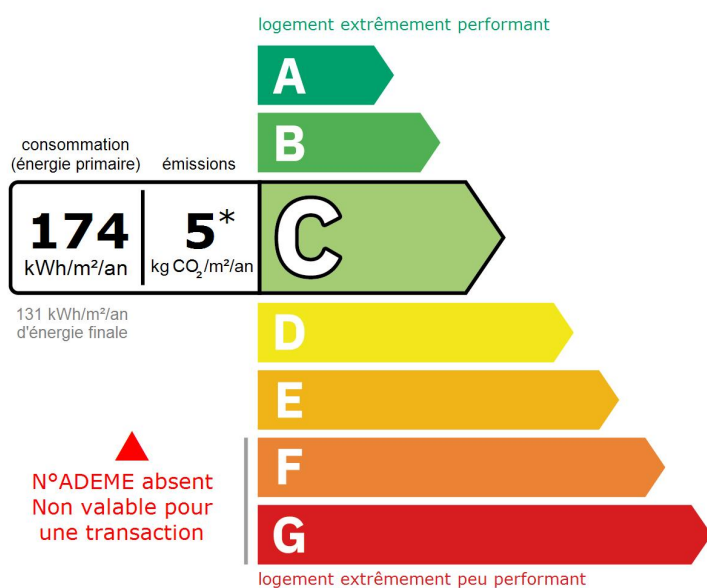 logement extrêmement performant
A
B
consommation
(énergie primaire)
émissions
174
kWh/m²/an
5*
kg CO₂/m²/an
C
131 kWh/m²/an
d'énergie finale
D
E
F
G
N°ADEME absent
Non valable pour
une transaction
logement extrêmement peu performant